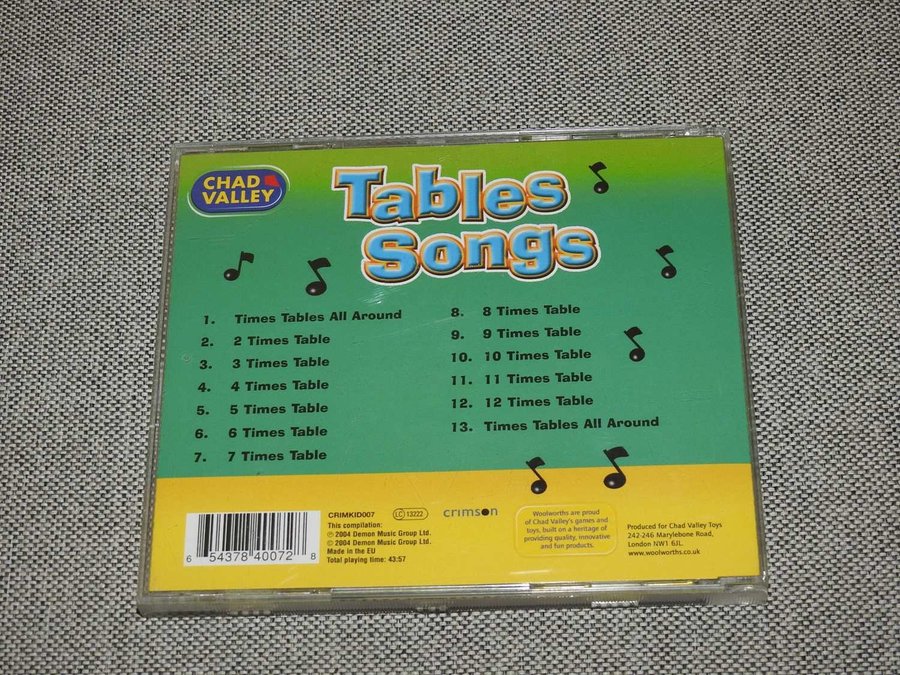 CHAD
VALLEY
Tables
Songs
1. Times Tables All Around
2. 2 Times Table
3. 3 Times Table
4. 4 Times Table
5. 5 Times Table
6. 6 Times Table
7. 7 Times Table
8. 8 Times Table
9. 9 Times Table
10. 10 Times Table
11. 11 Times Table
12. 12 Times Table
13. Times Tables All Around
6 54378 40072 8
CRIMKID007
This compilation:
℗ 2004 Demon Music Group Ltd.
© 2004 Demon Music Group Ltd.
Made in the EU
Total playing time: 43:57
LC 13222
crimson
Woolworths are proud
of Chad Valley's games and
toys, built on a heritage of
providing quality, innovative
and fun products.
Produced for Chad Valley Toys
242-246 Marylebone Road,
London NW1 6JL.
www.woolworths.co.uk